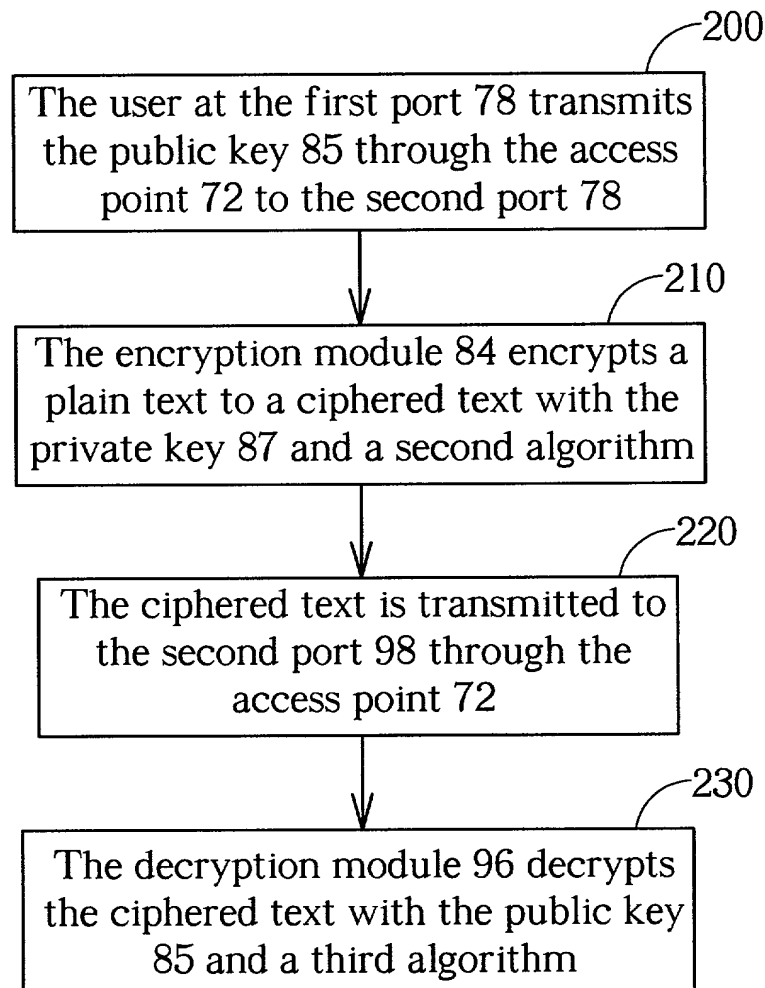 200
The user at the first port 78 transmits
the public key 85 through the access
point 72 to the second port 78
210
The encryption module 84 encrypts a
plain text to a ciphered text with the
private key 87 and a second algorithm
220
The ciphered text is transmitted to
the second port 98 through the
access point 72
230
The decryption module 96 decrypts
the ciphered text with the public key
85 and a third algorithm